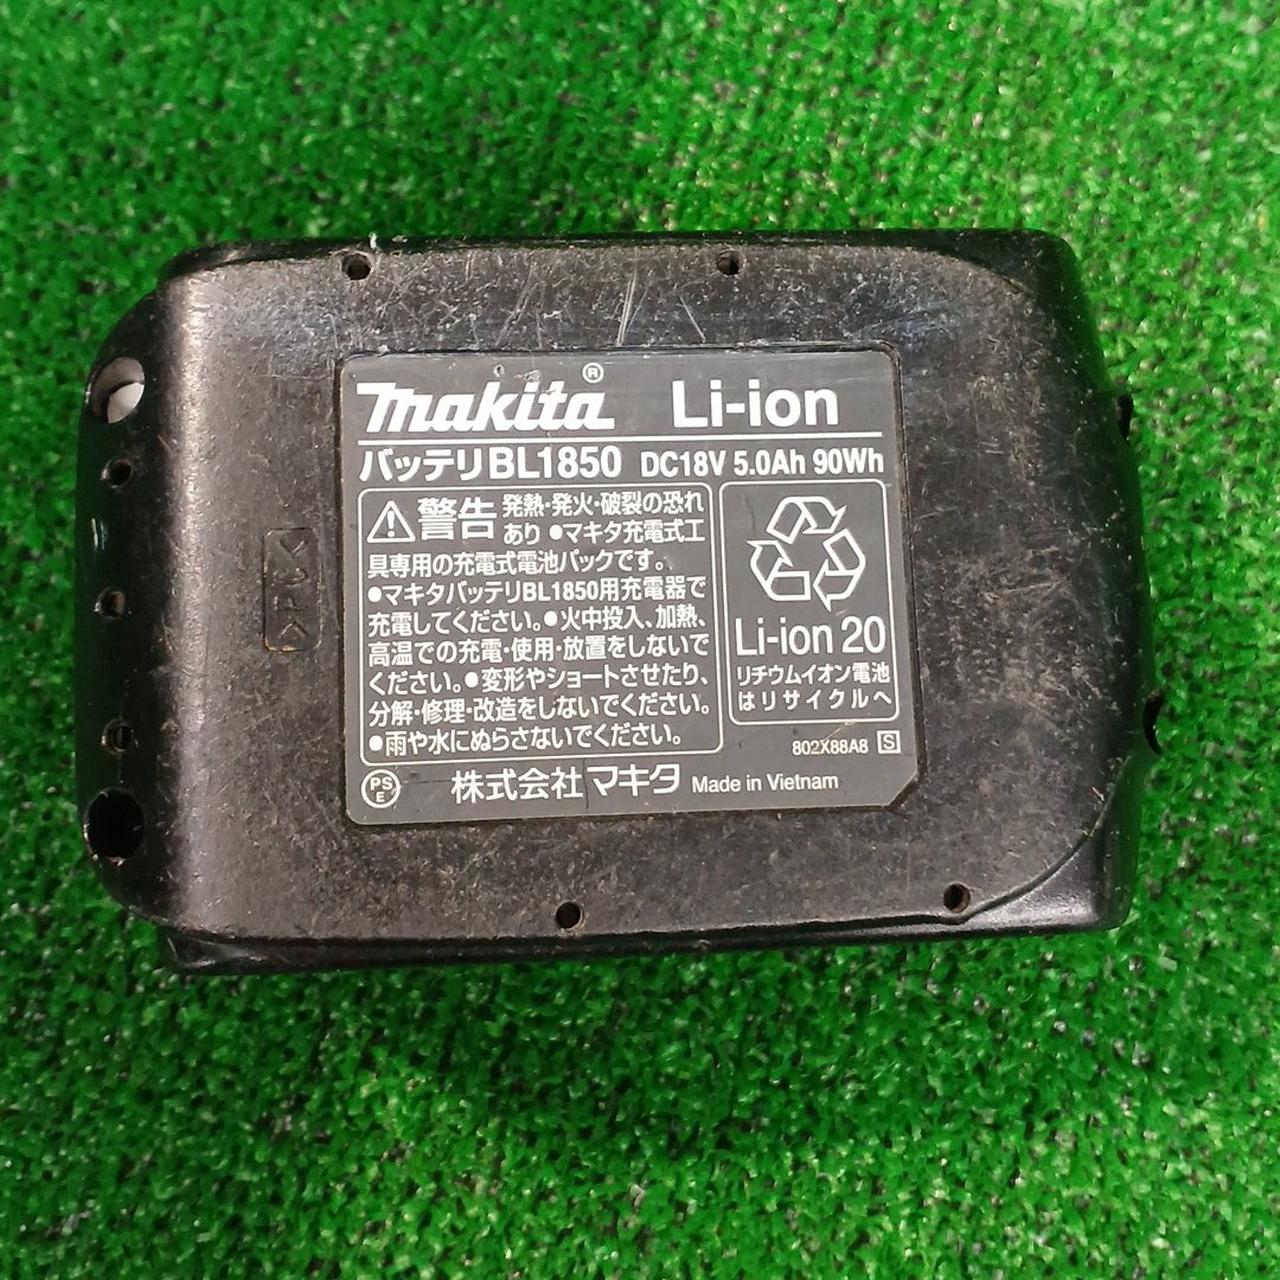 makita® Li-ion
バッテリBL1850 DC18V 5.0Ah 90Wh
警告 発熱・発火・破裂の恐れ
あり ●マキタ充電式工
具専用の充電式電池パックです。
●マキタバッテリBL1850用充電器で
充電してください。●火中投入、加熱、
高温での充電・使用・放置をしないで
ください。●変形やショートさせたり、
分解・修理・改造をしないでください。
●雨や水にぬらさないでください。
Li-ion 20
リチウムイオン電池
はリサイクルへ
802X88A8 S
PS
E
株式会社マキタ Made in Vietnam